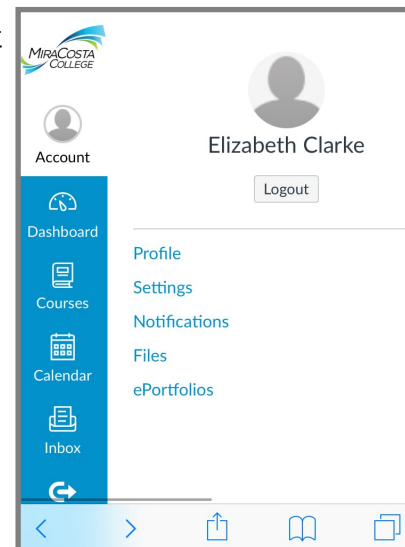 MIRACOSTA
COLLEGE
Account
Dashboard
Courses
Calendar
Inbox
Elizabeth Clarke
Logout
Profile
Settings
Notifications
Files
ePortfolios